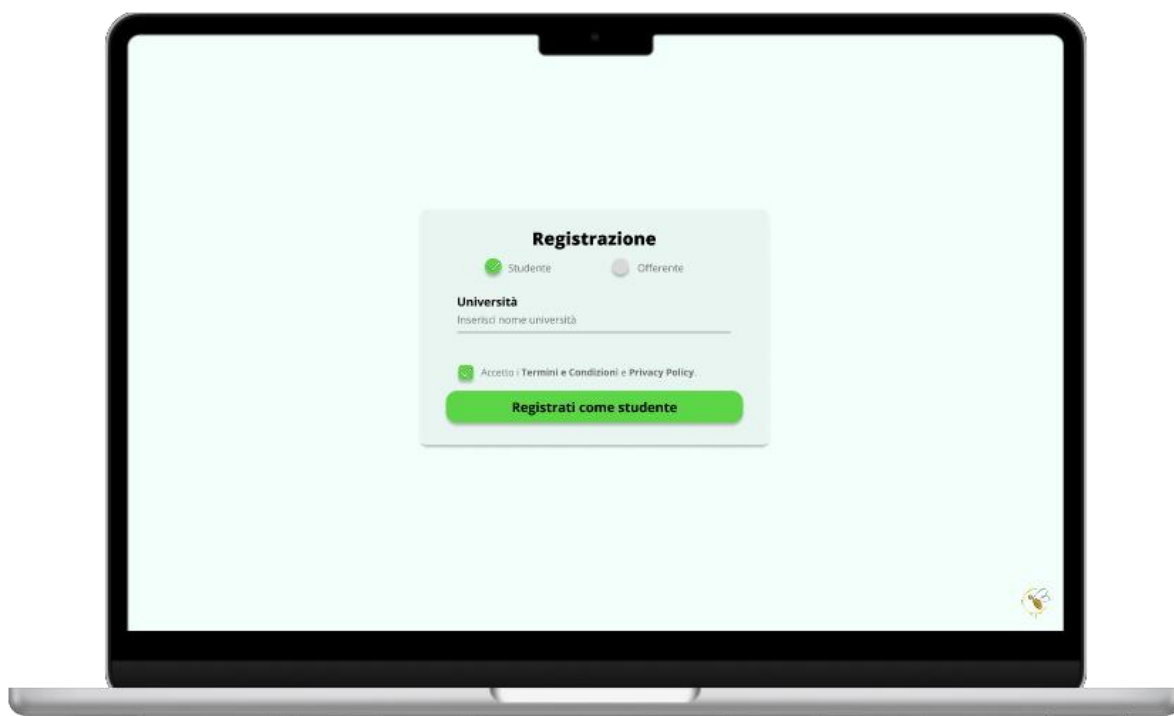 Registrazione
Studente Offerente
Università
Inserisci nome università
Accetto i Termini e Condizioni e Privacy Policy.
Registrati come studente